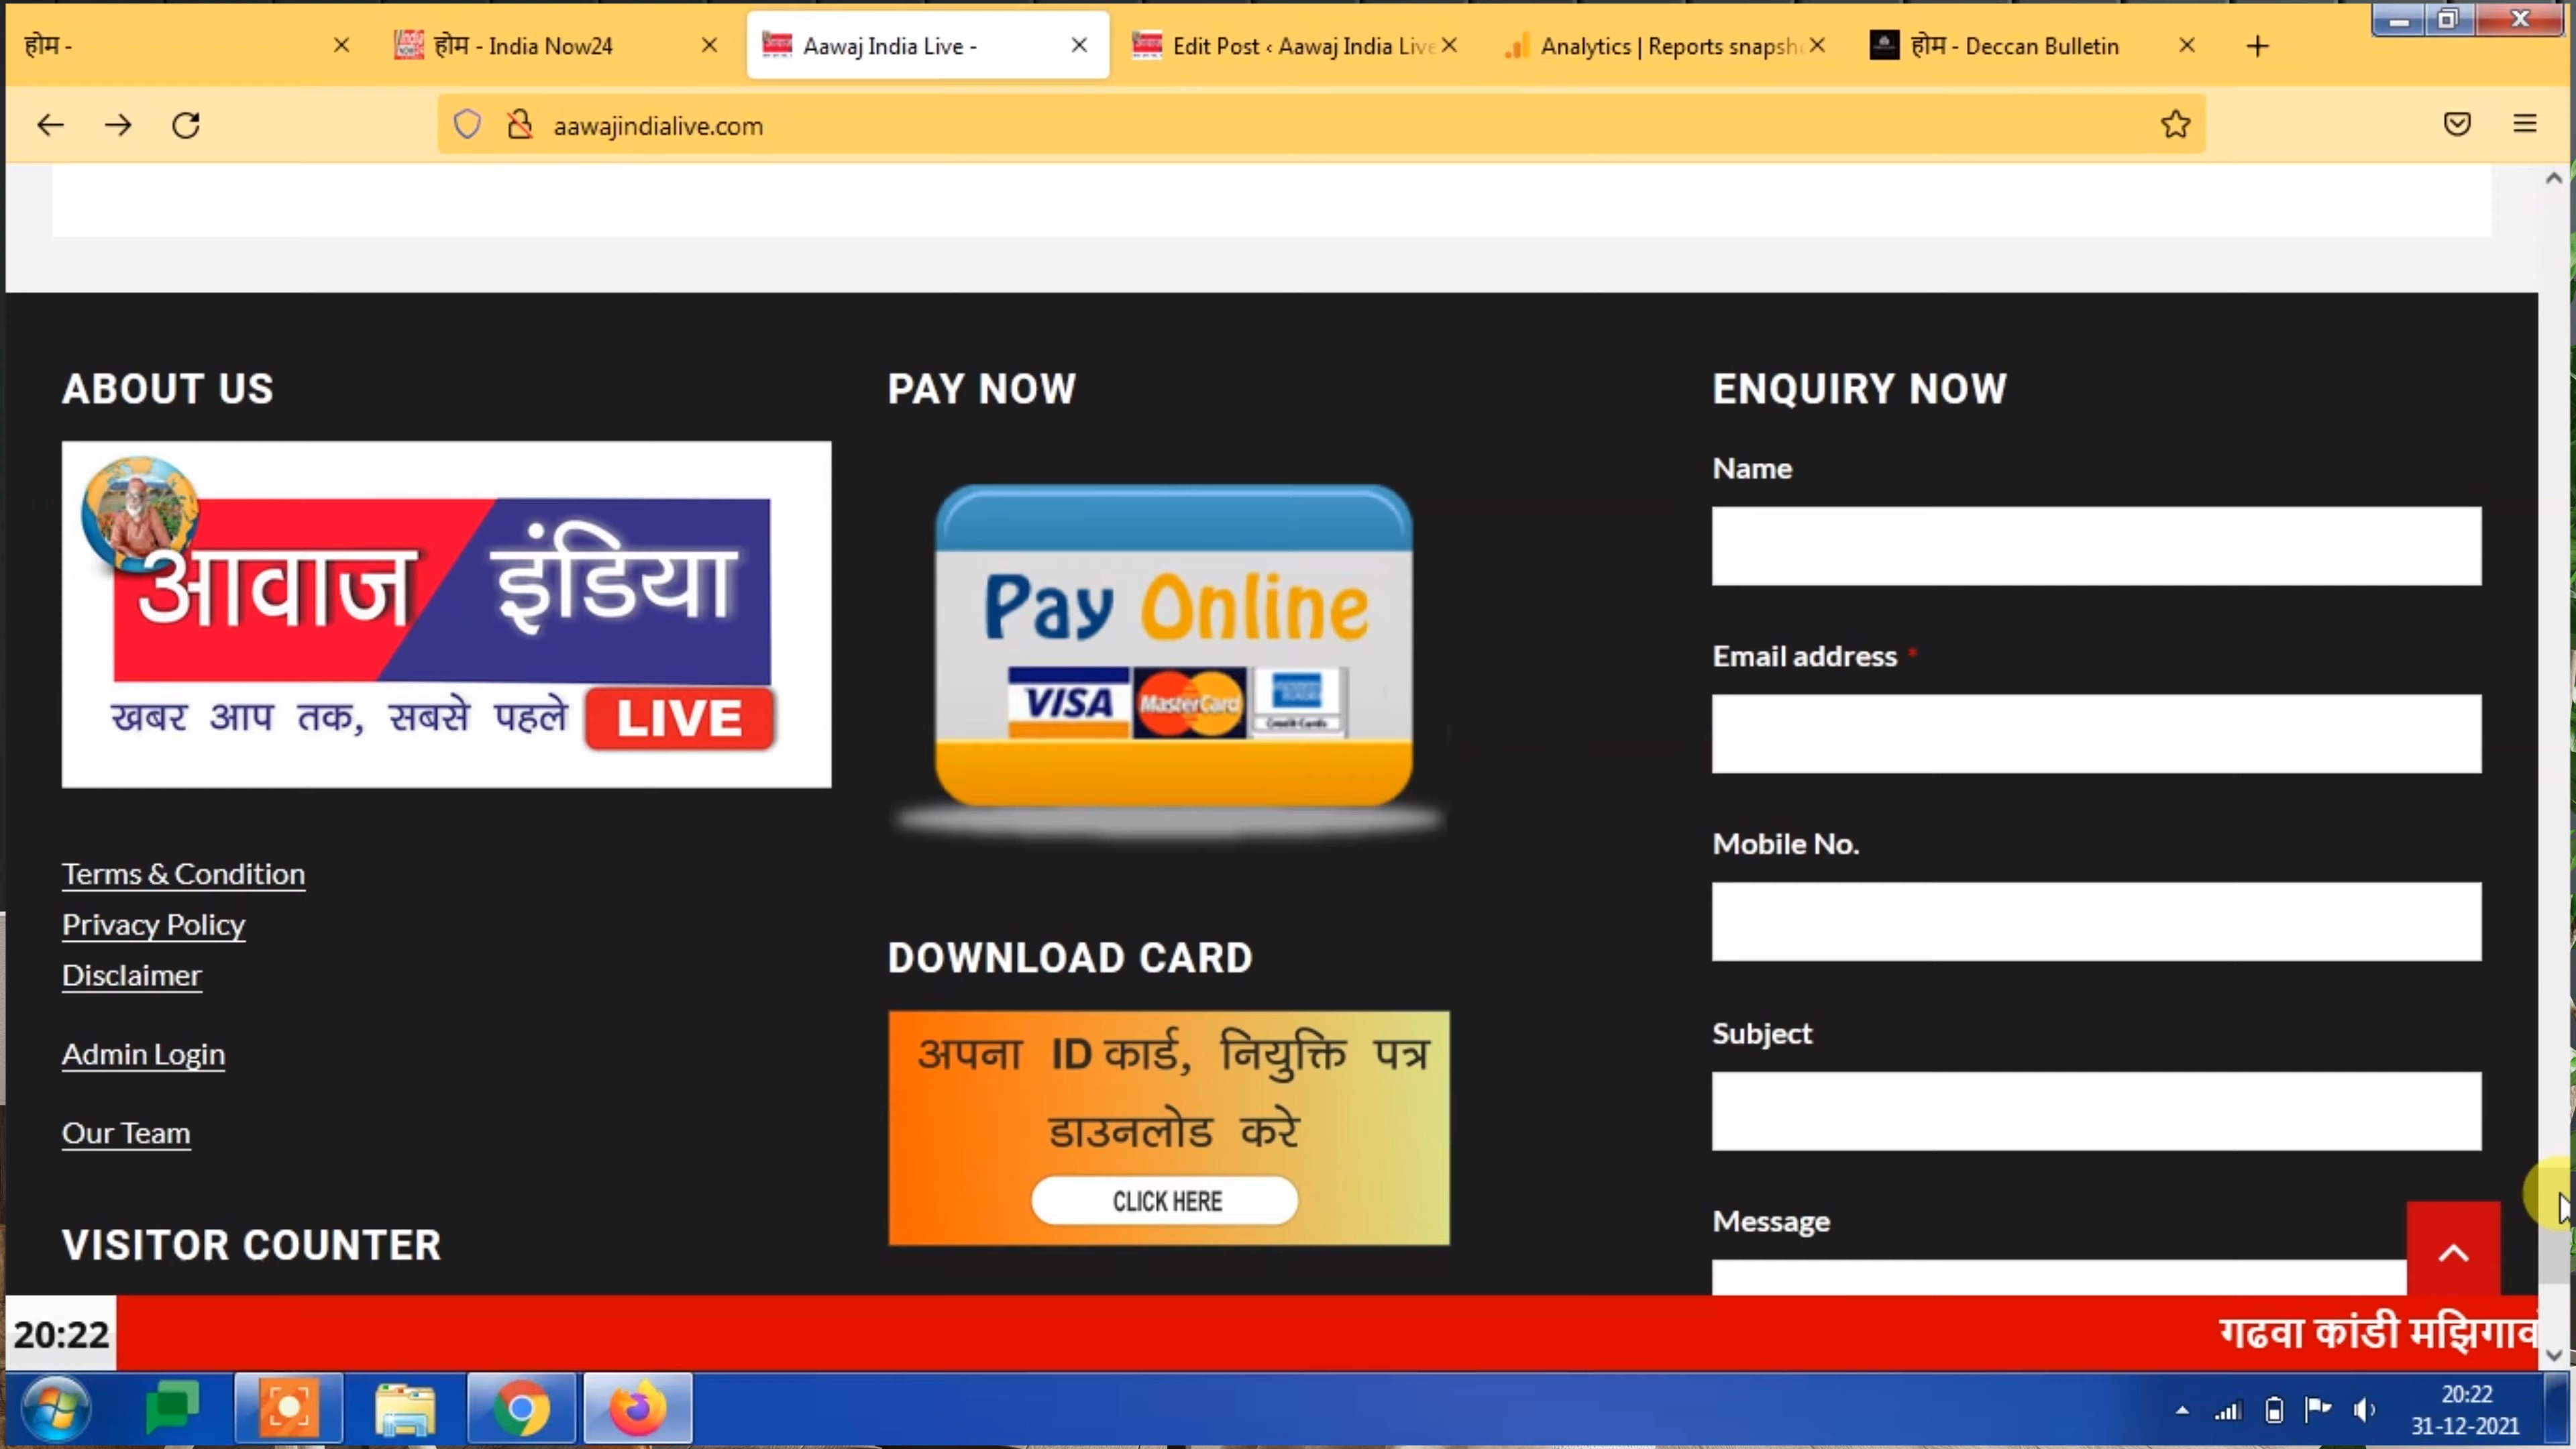 होम -
होम - India Now24
Aawaj India Live -
Edit Post ‹ Aawaj India Live
Analytics | Reports snapsh
होम - Deccan Bulletin
aawajindialive.com
ABOUT US
आवाज इंडिया
खबर आप तक, सबसे पहले LIVE
Terms & Condition
Privacy Policy
Disclaimer
Admin Login
Our Team
VISITOR COUNTER
PAY NOW
Pay Online
VISA MasterCard
Credit Cards
DOWNLOAD CARD
अपना ID कार्ड, नियुक्ति पत्र
डाउनलोड करे
CLICK HERE
ENQUIRY NOW
Name
Email address *
Mobile No.
Subject
Message
20:22
गढवा कांडी मझिगाव
20:22
31-12-2021